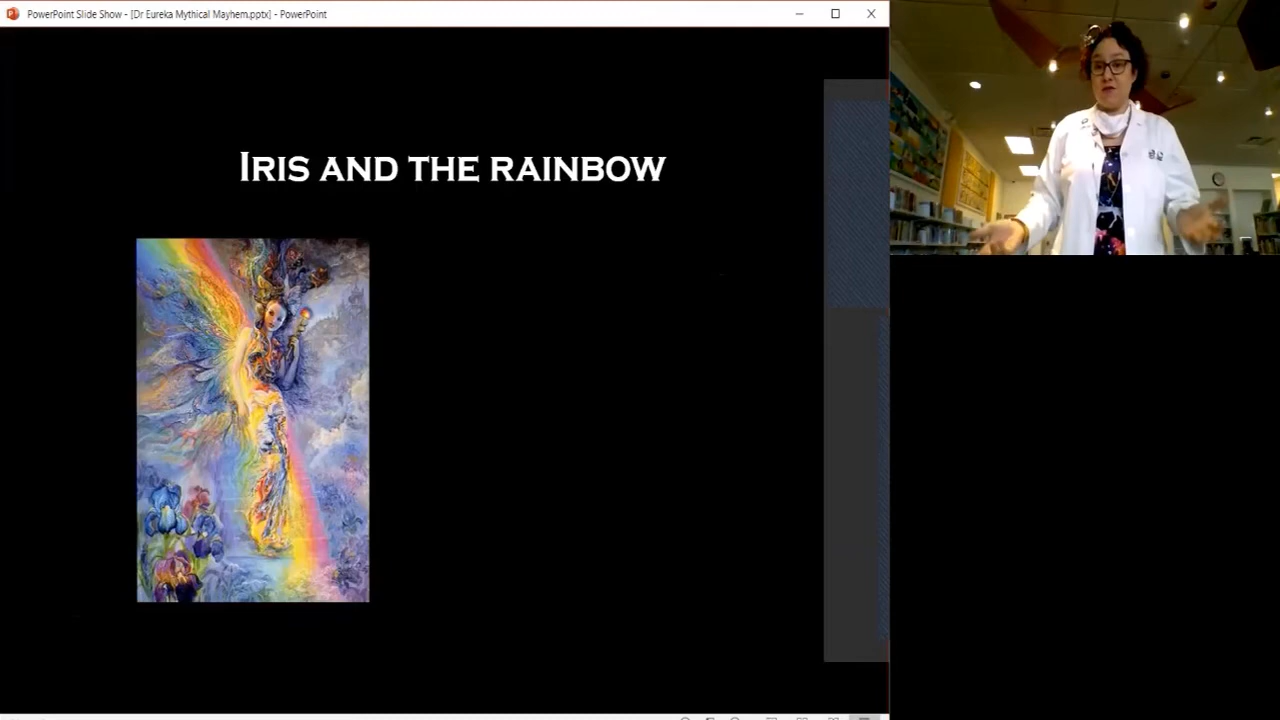 PowerPoint Slide Show - [Dr Eureka Mythical Mayhem.pptx] - PowerPoint
IRIS AND THE RAINBOW